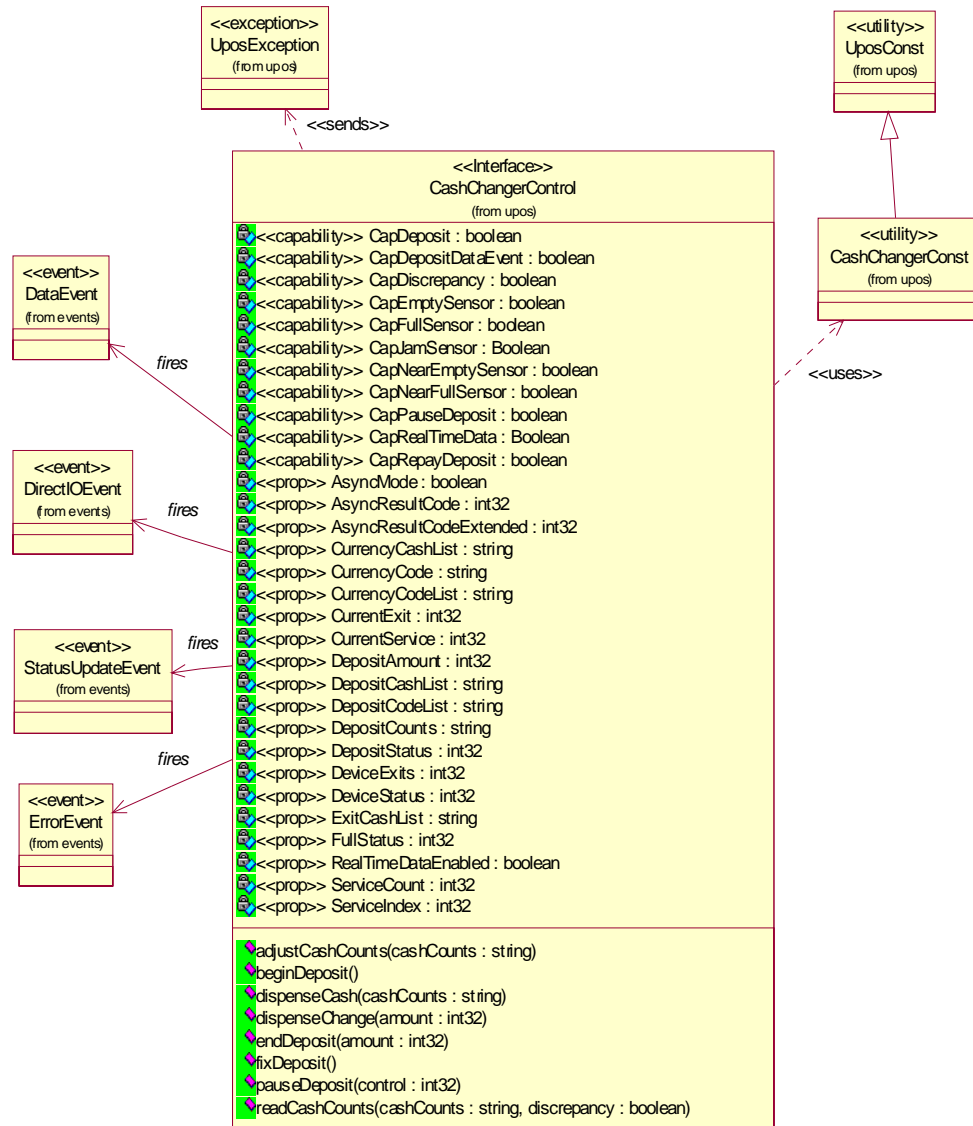 <<exception>>
UposException
(from upos)
<<utility>>
UposConst
(from upos)
<<sends>>
<<Interface>>
CashChangerControl
(from upos)
<<capability>> CapDeposit : boolean
<<capability>> CapDepositDataEvent : boolean
<<capability>> CapDiscrepancy : boolean
<<capability>> CapEmptySensor : boolean
<<capability>> CapFullSensor : boolean
<<capability>> CapJamSensor : Boolean
<<capability>> CapNearEmptySensor : boolean
<<capability>> CapNearFullSensor : boolean
<<capability>> CapPauseDeposit : boolean
<<capability>> CapRealTimeData : Boolean
<<capability>> CapRepayDeposit : boolean
<<prop>> AsyncMode : boolean
<<prop>> AsyncResultCode : int32
<<prop>> AsyncResultCodeExtended : int32
<<prop>> CurrencyCashList : string
<<prop>> CurrencyCode : string
<<prop>> CurrencyCodeList : string
<<prop>> CurrentExit : int32
<<prop>> CurrentService : int32
<<prop>> DepositAmount : int32
<<prop>> DepositCashList : string
<<prop>> DepositCodeList : string
<<prop>> DepositCounts : string
<<prop>> DepositStatus : int32
<<prop>> DeviceExits : int32
<<prop>> DeviceStatus : int32
<<prop>> ExitCashList : string
<<prop>> FullStatus : int32
<<prop>> RealTimeDataEnabled : boolean
<<prop>> ServiceCount : int32
<<prop>> ServiceIndex : int32
adjustCashCounts(cashCounts : string)
beginDeposit()
dispenseCash(cashCounts : string)
dispenseChange(amount : int32)
endDeposit(amount : int32)
fixDeposit()
pauseDeposit(control : int32)
readCashCounts(cashCounts : string, discrepancy : boolean)
<<utility>>
CashChangerConst
(from upos)
<<uses>>
<<event>>
DataEvent
(from events)
fires
<<event>>
DirectIOEvent
(from events)
fires
<<event>>
StatusUpdateEvent
(from events)
fires
<<event>>
ErrorEvent
(from events)
fires